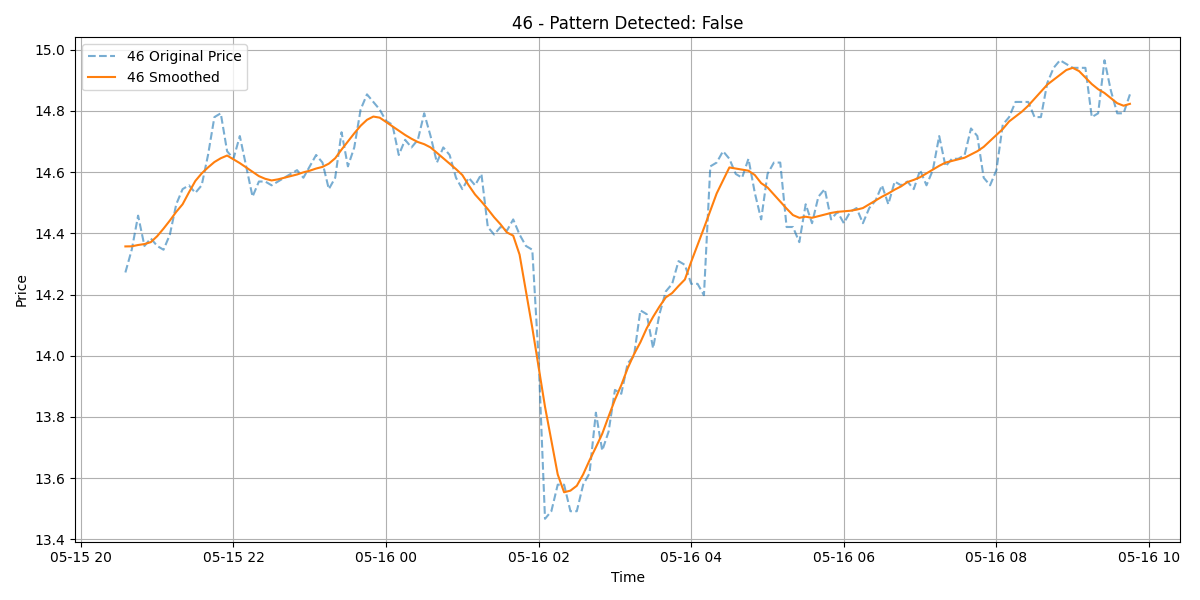 46 - Pattern Detected: False
46 Original Price
46 Smoothed
Price
15.0
14.8
14.6
14.4
14.2
14.0
13.8
13.6
13.4
05-15 20 05-15 22 05-16 00 05-16 02 05-16 04 05-16 06 05-16 08 05-16 10
Time